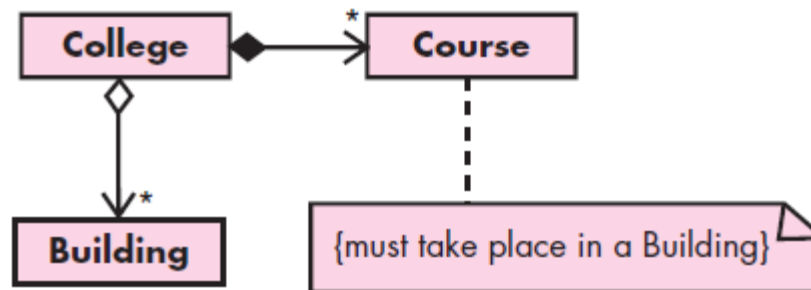 College
*
Course
*
Building
{must take place in a Building}